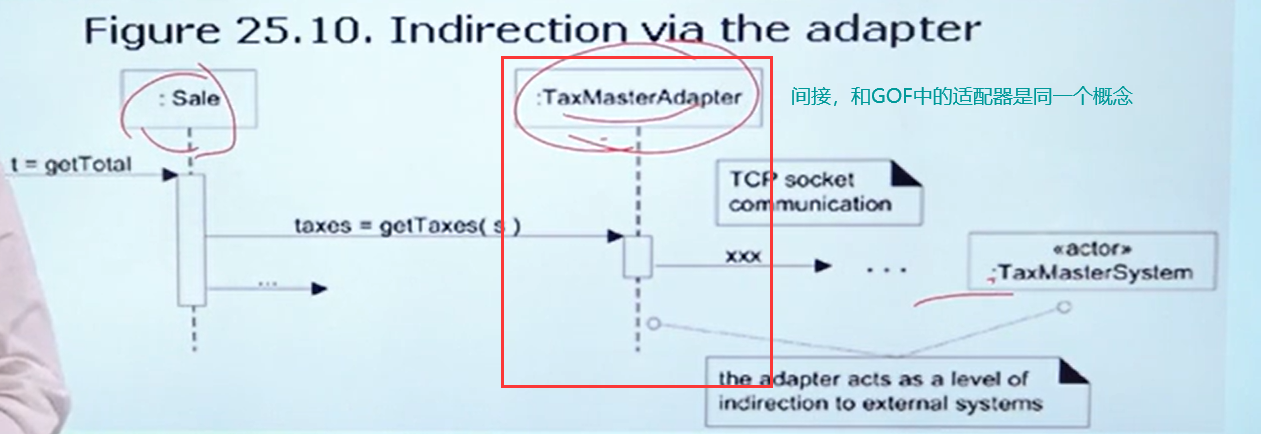 Figure 25.10. Indirection via the adapter
: Sale
:TaxMasterAdapter
间接，和GOF中的适配器是同一个概念
t = getTotal
TCP socket
communication
taxes = getTaxes( s )
xxx
...
«actor»
:TaxMasterSystem
...
the adapter acts as a level of
indirection to external systems